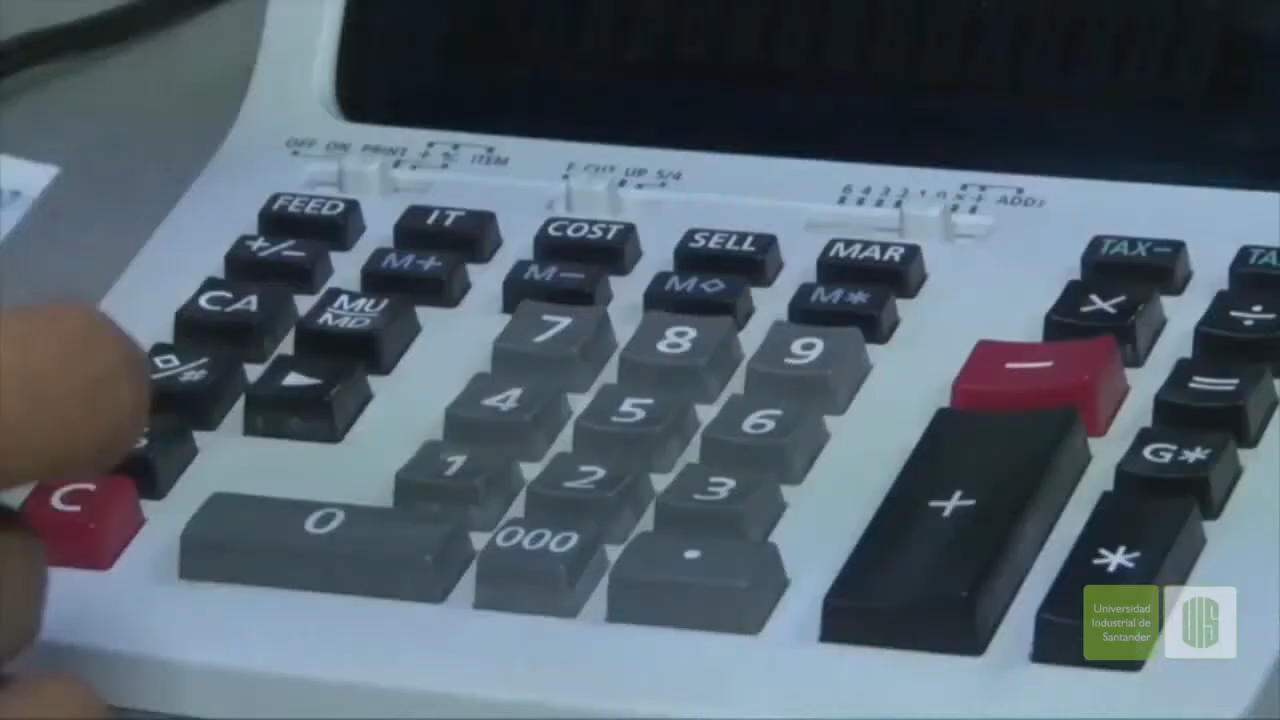 OFF ON PRINT + % ITEM
UP 5/4
FEED IT COST SELL MAR TAX-
+/- M+ M- M◇ M* × ÷
CA MU/MD 7 8 9 -
◇/# 4 5 6 =
1 2 3 + G*
C 0 000 . *
Universidad
Industrial de
Santander
UIS